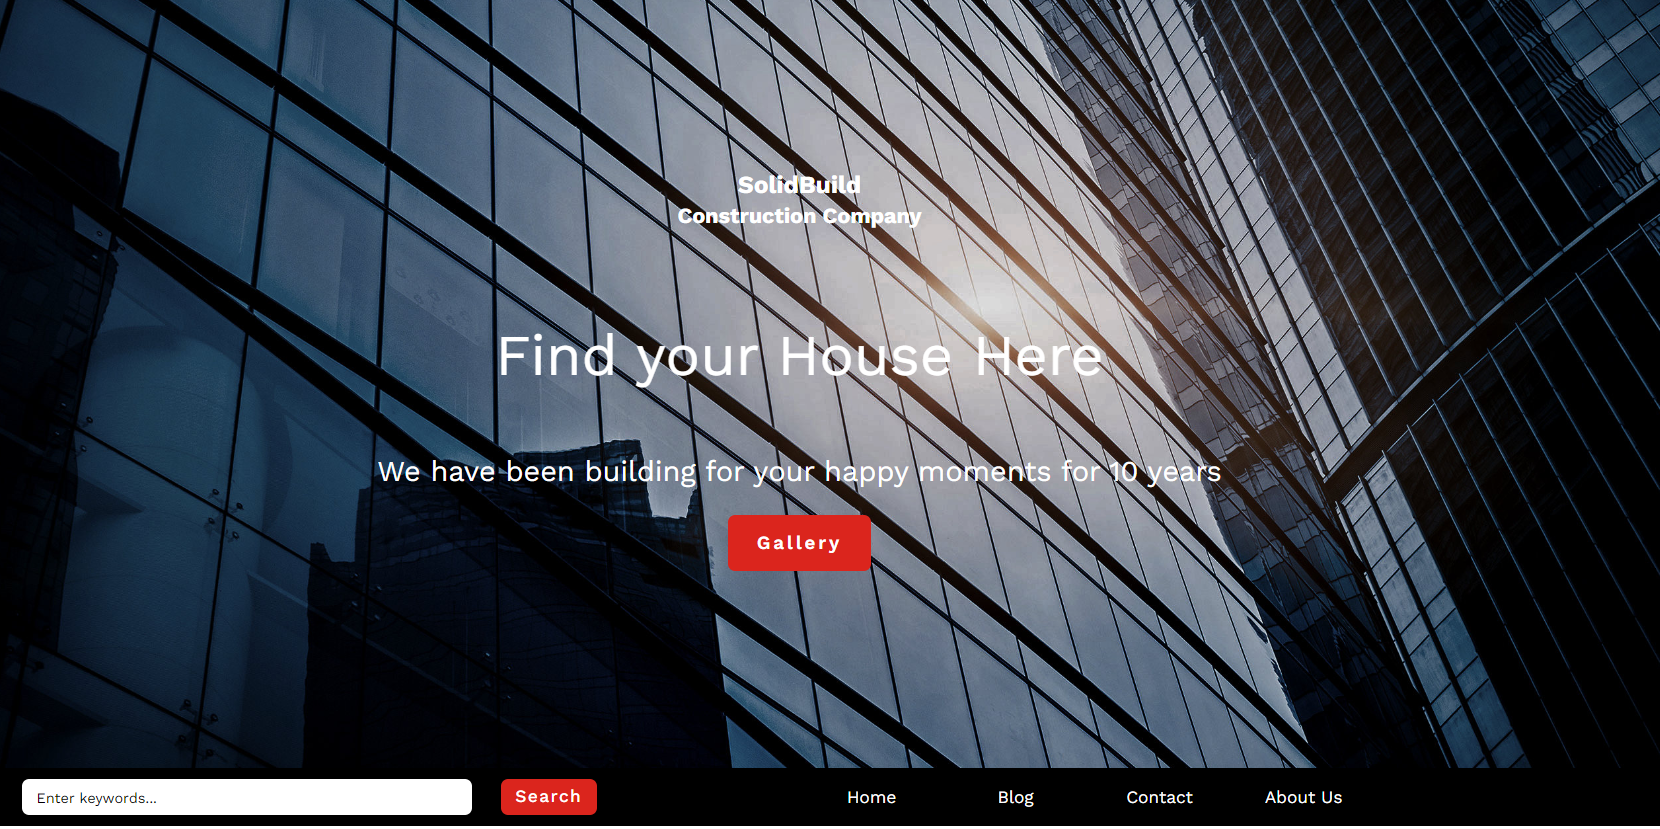 SolidBuild
Construction Company
Find your House Here
We have been building for your happy moments for 10 years
Gallery
Enter keywords...
Search
Home
Blog
Contact
About Us